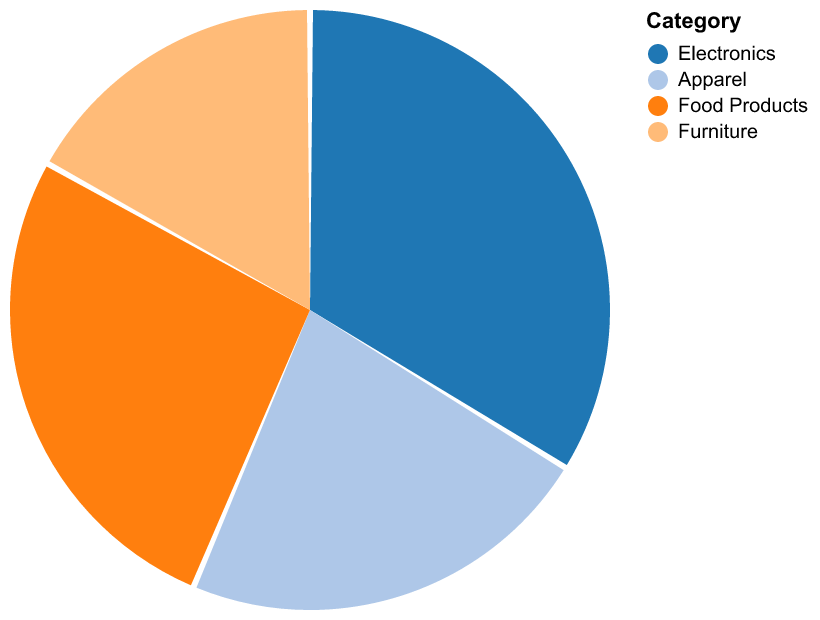 Category
Electronics
Apparel
Food Products
Furniture